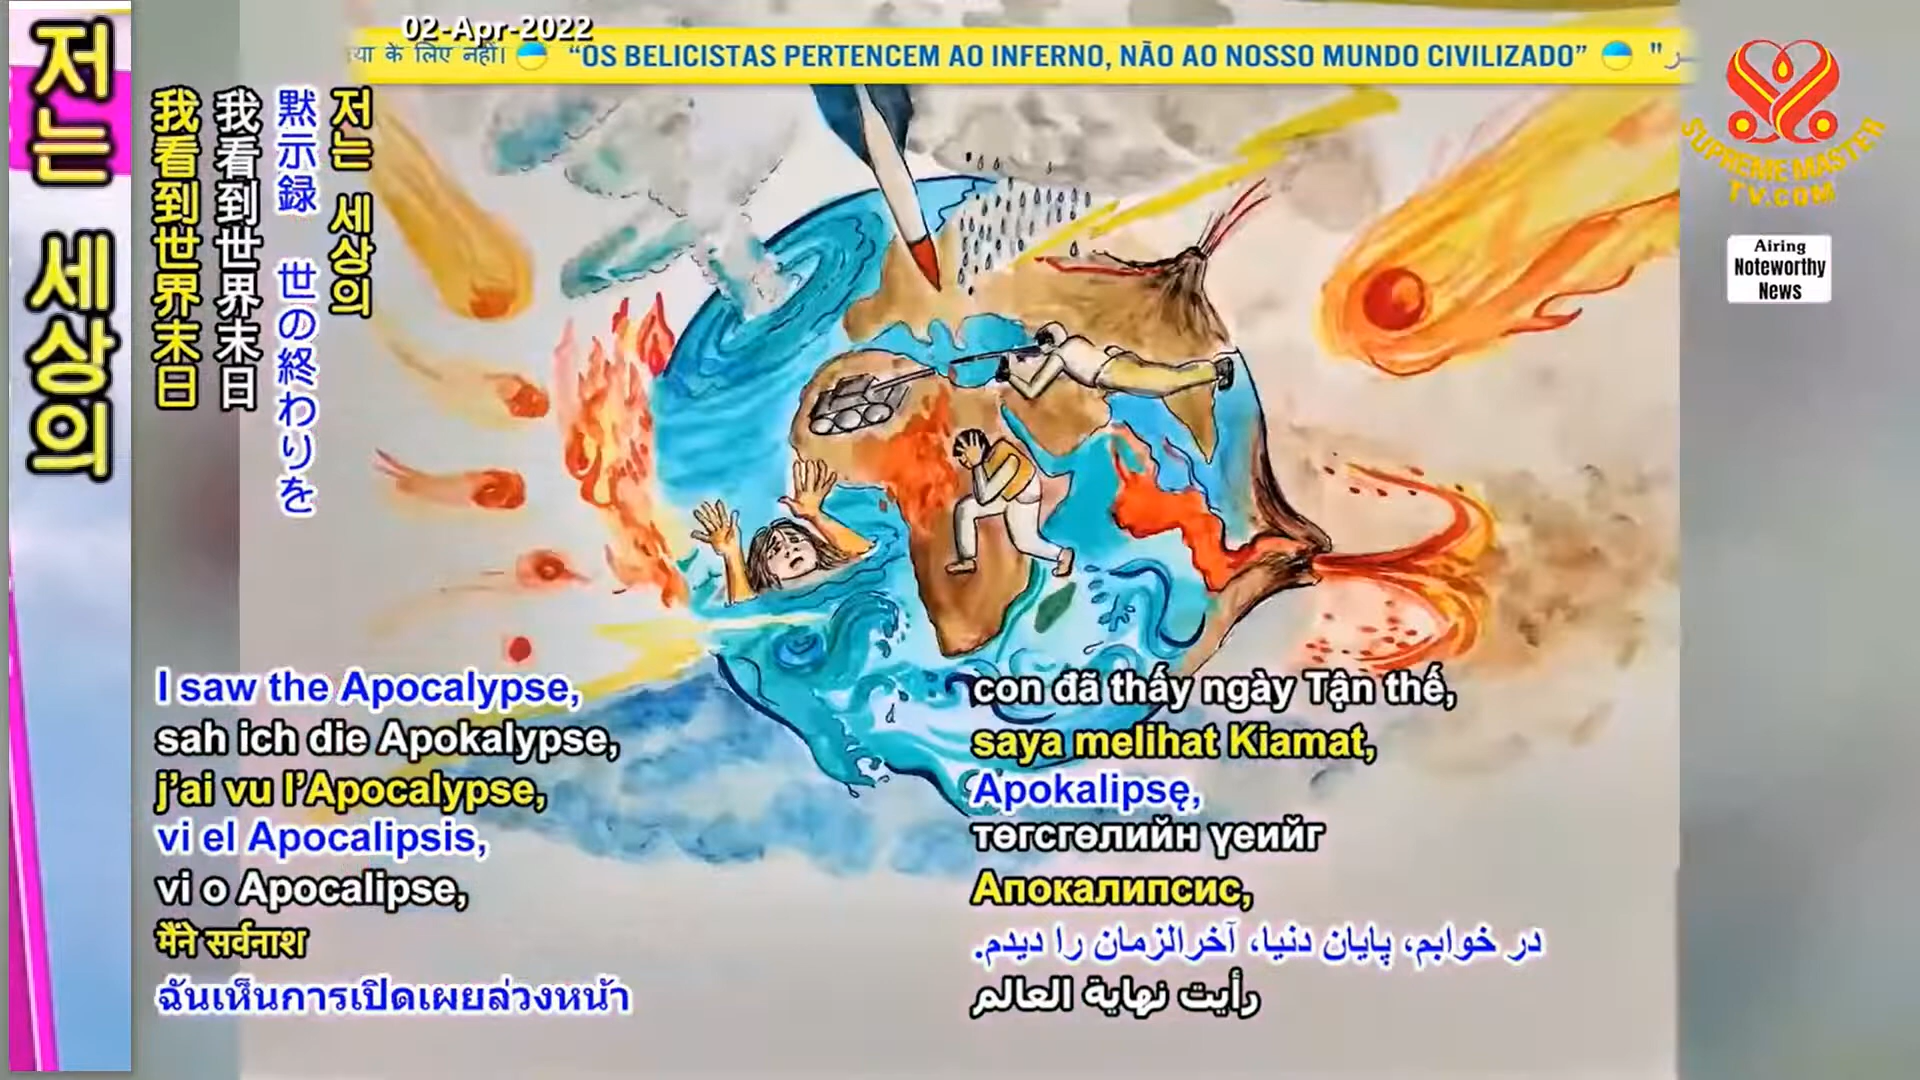 02-Apr-2022
के लिए नहीं। "OS BELICISTAS PERTENCEM AO INFERNO, NÃO AO NOSSO MUNDO CIVILIZADO" "
SUPREME MASTER
TV.COM
Airing
Noteworthy
News
저는 세상의
저는 세상의
黙示録 世の終わりを
我看到世界末日
我看到世界末日
I saw the Apocalypse,
sah ich die Apokalypse,
j'ai vu l'Apocalypse,
vi el Apocalipsis,
vi o Apocalipse,
मैंने सर्वनाश
ฉันเห็นการเปิดเผยล่วงหน้า
con đã thấy ngày Tận thế,
saya melihat Kiamat,
Apokalipsę,
төгсгөлийн үеийг
Апокалипсис,
در خوابم، پایان دنیا، آخرالزمان را دیدم.
رأيت نهاية العالم